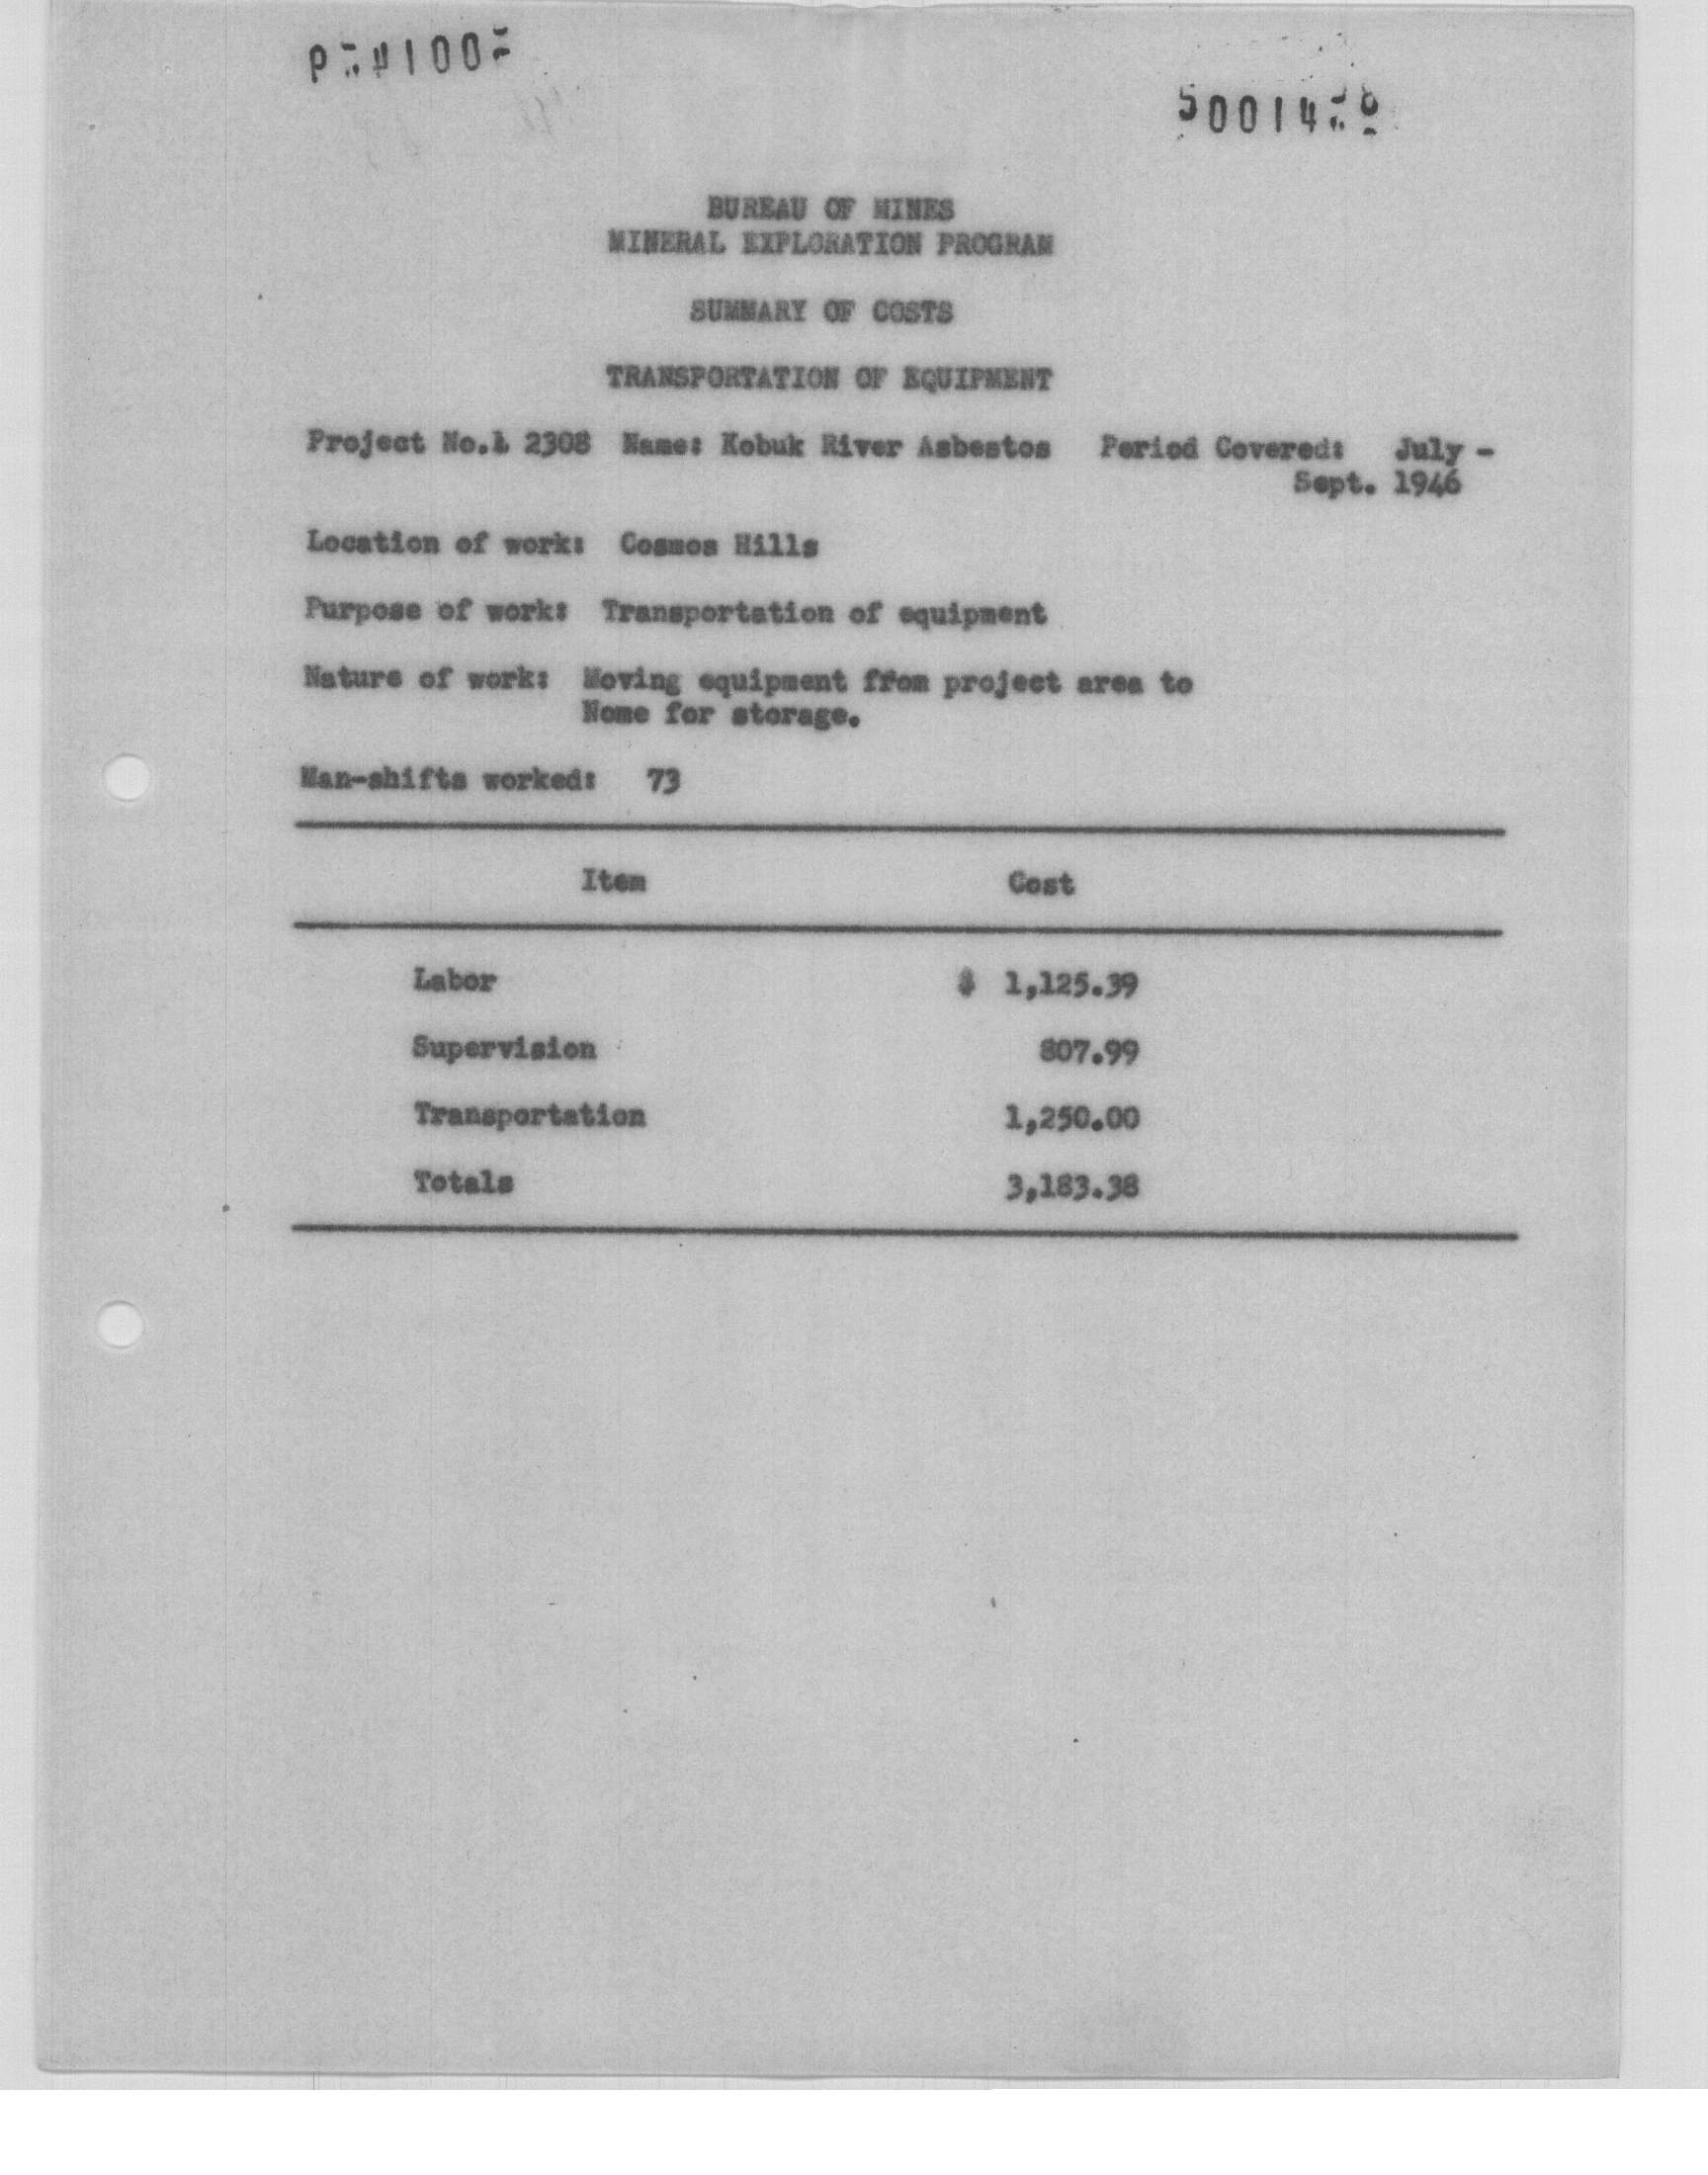 BUREAU OF MINES
MINERAL EXPLORATION PROGRAM
SUMMARY OF COSTS
TRANSPORTATION OF EQUIPMENT
Project No. 2308 Name: Kobuk River Asbestos Period Covered: July -
Sept. 1946
Location of work: Cosmos Hills
Purpose of work: Transportation of equipment
Nature of work: Moving equipment from project area to
Nome for storage.
Man-shifts worked: 73
Item Cost
Labor $ 1,125.39
Supervision 807.99
Transportation 1,250.00
Totals 3,183.38